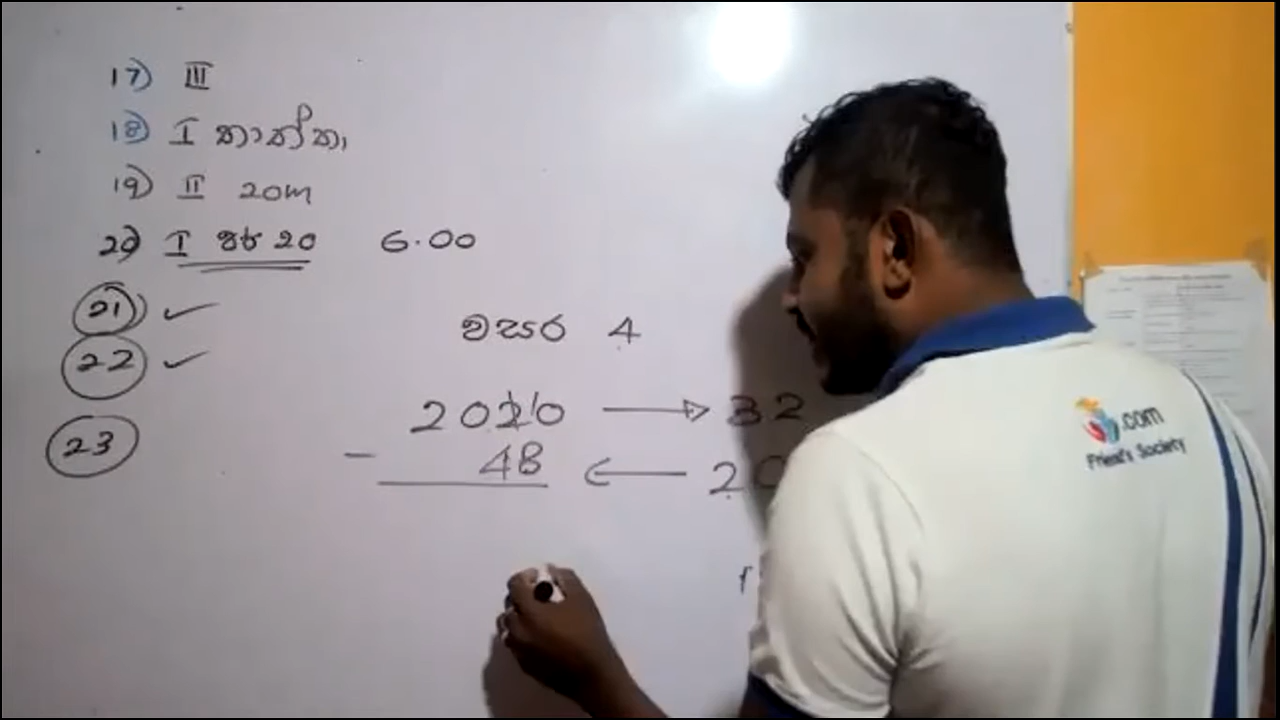 17) III
18) I තාත්තා
19) II 20m
20) I පැය 20 6.00
21) ✓
22 ✓
23
වසර 4
2020 → 32
- 48 ← 20
.com
Friend's Society